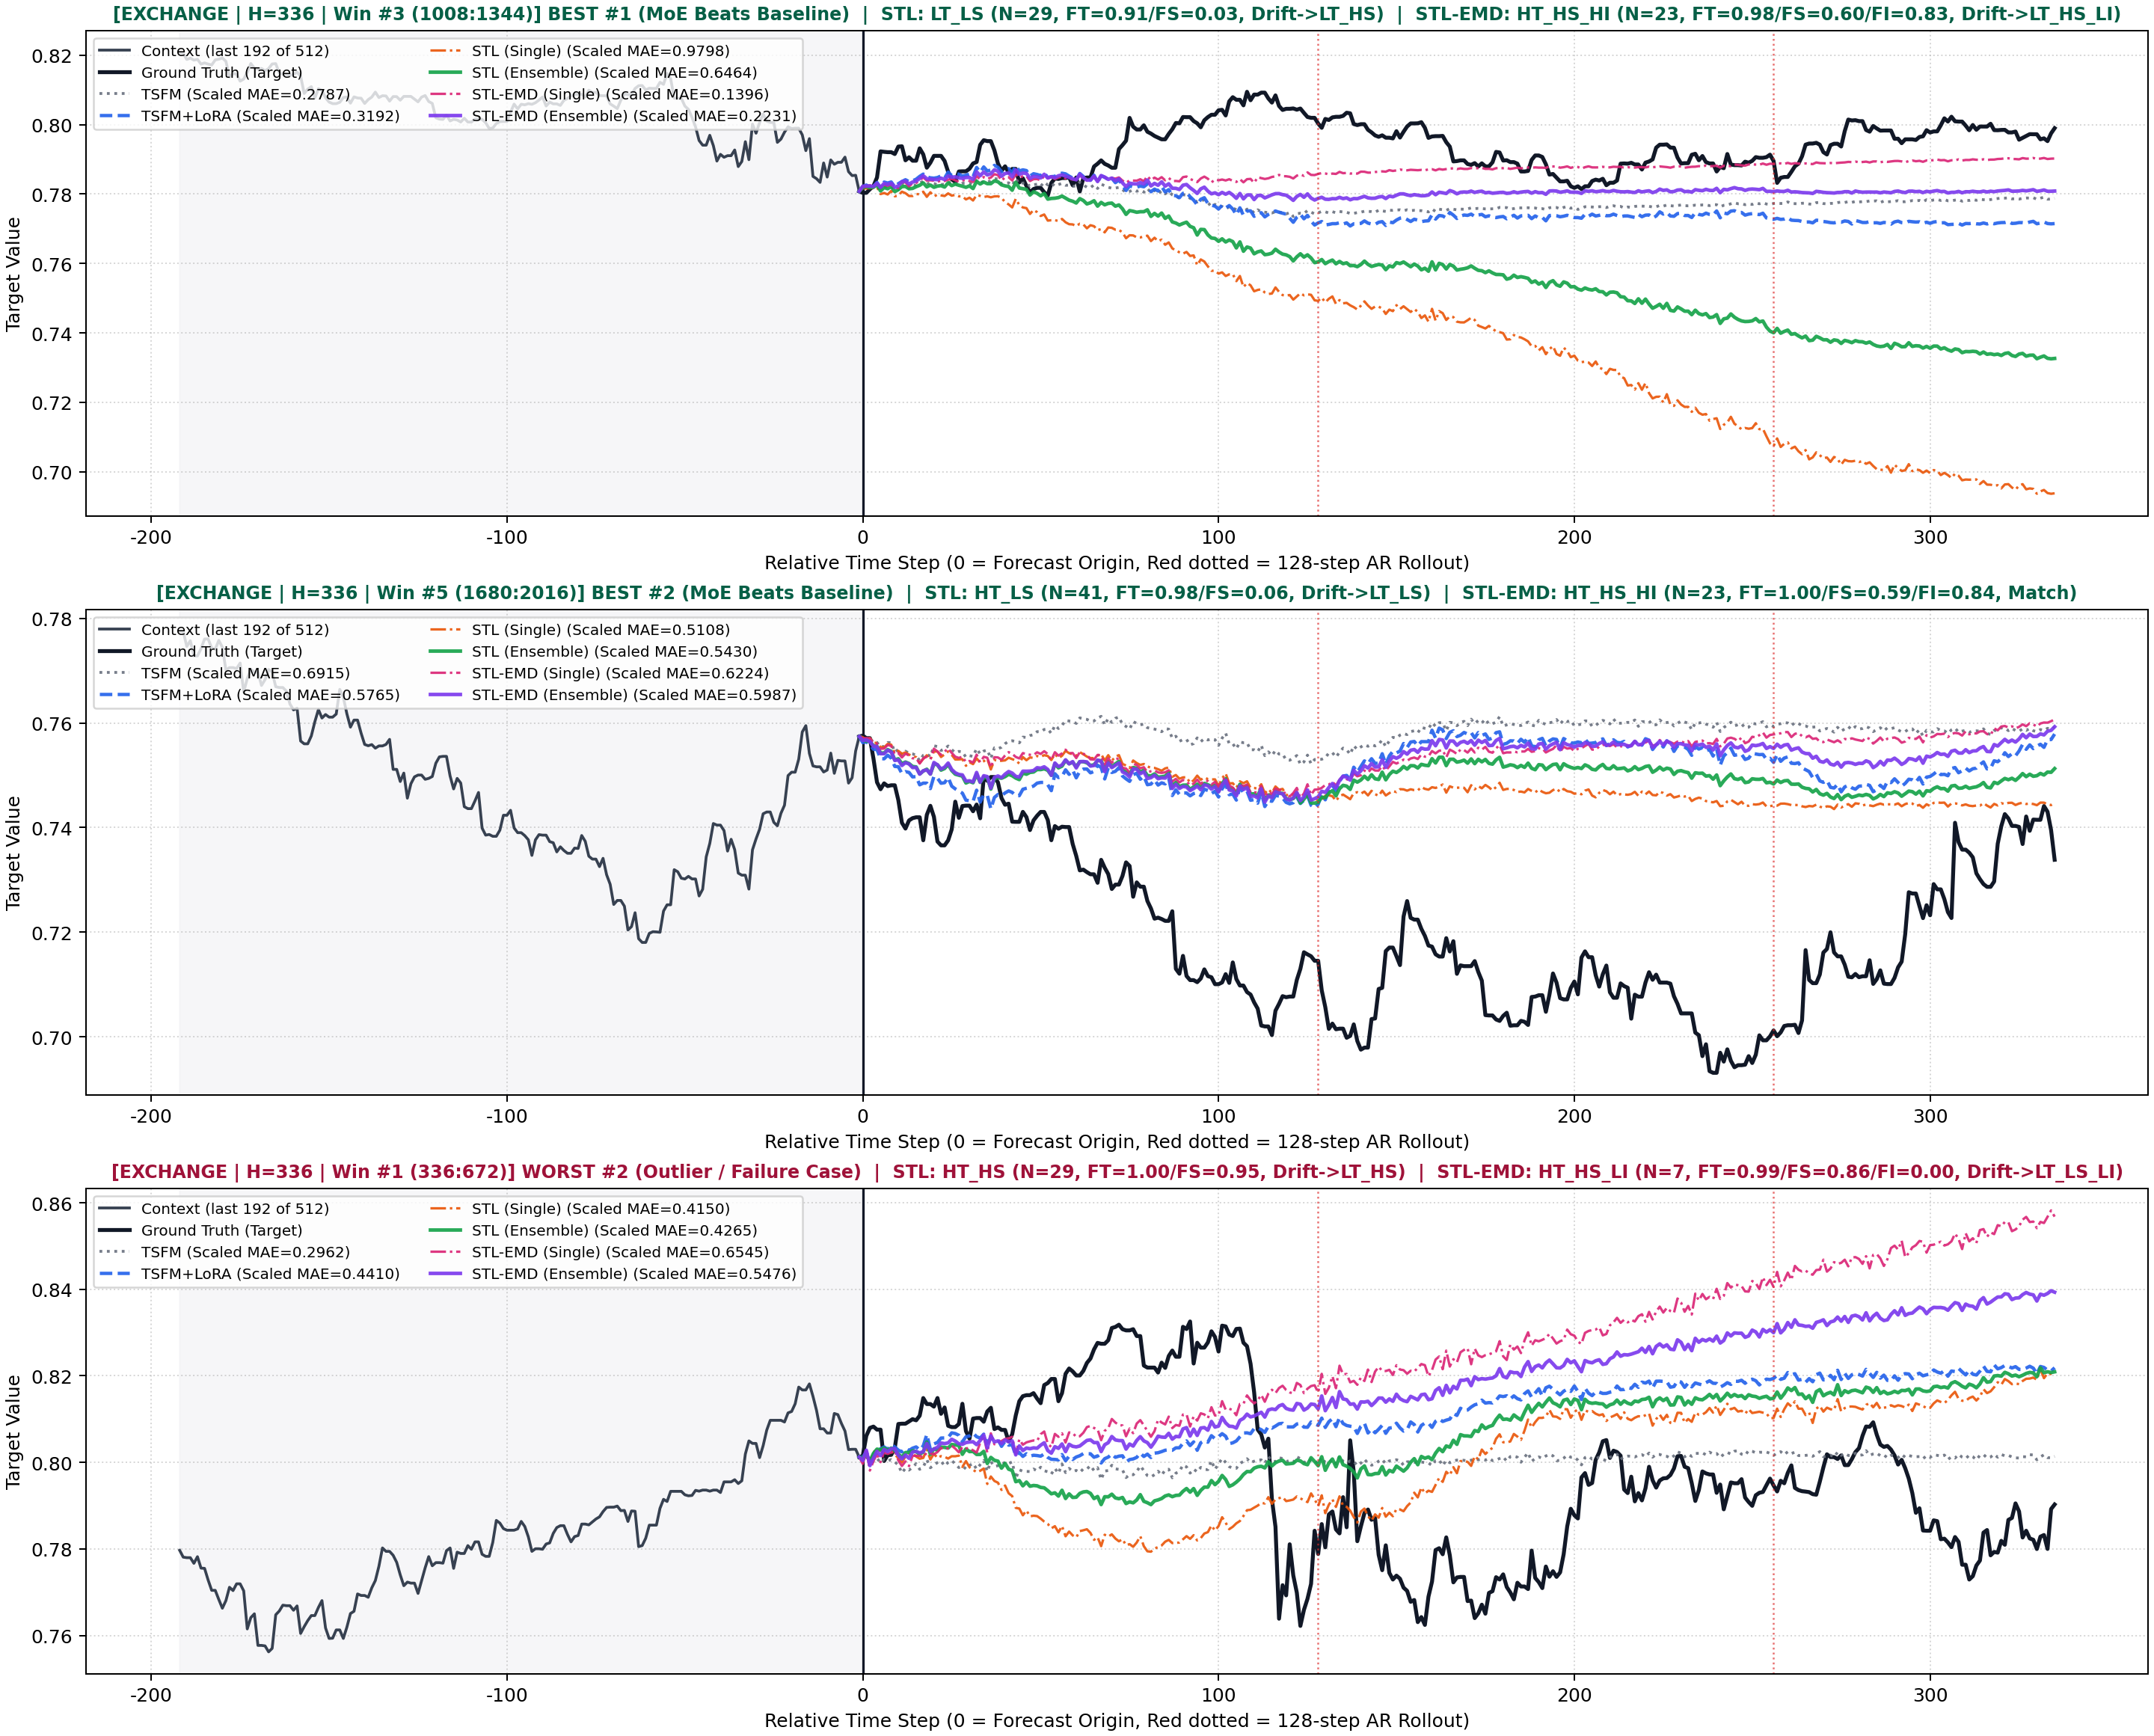 [EXCHANGE | H=336 | Win #3 (1008:1344)] BEST #1 (MoE Beats Baseline) | STL: LT_LS (N=29, FT=0.91/FS=0.03, Drift->LT_HS) | STL-EMD: HT_HS_HI (N=23, FT=0.98/FS=0.60/FI=0.83, Drift->LT_HS_LI)
Context (last 192 of 512)
Ground Truth (Target)
TSFM (Scaled MAE=0.2787)
TSFM+LoRA (Scaled MAE=0.3192)
STL (Single) (Scaled MAE=0.9798)
STL (Ensemble) (Scaled MAE=0.6464)
STL-EMD (Single) (Scaled MAE=0.1396)
STL-EMD (Ensemble) (Scaled MAE=0.2231)
Target Value
0.82
0.80
0.78
0.76
0.74
0.72
0.70
-200 -100 0 100 200 300
Relative Time Step (0 = Forecast Origin, Red dotted = 128-step AR Rollout)
[EXCHANGE | H=336 | Win #5 (1680:2016)] BEST #2 (MoE Beats Baseline) | STL: HT_LS (N=41, FT=0.98/FS=0.06, Drift->LT_LS) | STL-EMD: HT_HS_HI (N=23, FT=1.00/FS=0.59/FI=0.84, Match)
Context (last 192 of 512)
Ground Truth (Target)
TSFM (Scaled MAE=0.6915)
TSFM+LoRA (Scaled MAE=0.5765)
STL (Single) (Scaled MAE=0.5108)
STL (Ensemble) (Scaled MAE=0.5430)
STL-EMD (Single) (Scaled MAE=0.6224)
STL-EMD (Ensemble) (Scaled MAE=0.5987)
Target Value
0.78
0.76
0.74
0.72
0.70
-200 -100 0 100 200 300
Relative Time Step (0 = Forecast Origin, Red dotted = 128-step AR Rollout)
[EXCHANGE | H=336 | Win #1 (336:672)] WORST #2 (Outlier / Failure Case) | STL: HT_HS (N=29, FT=1.00/FS=0.95, Drift->LT_HS) | STL-EMD: HT_HS_LI (N=7, FT=0.99/FS=0.86/FI=0.00, Drift->LT_LS_LI)
Context (last 192 of 512)
Ground Truth (Target)
TSFM (Scaled MAE=0.2962)
TSFM+LoRA (Scaled MAE=0.4410)
STL (Single) (Scaled MAE=0.4150)
STL (Ensemble) (Scaled MAE=0.4265)
STL-EMD (Single) (Scaled MAE=0.6545)
STL-EMD (Ensemble) (Scaled MAE=0.5476)
Target Value
0.86
0.84
0.82
0.80
0.78
0.76
-200 -100 0 100 200 300
Relative Time Step (0 = Forecast Origin, Red dotted = 128-step AR Rollout)